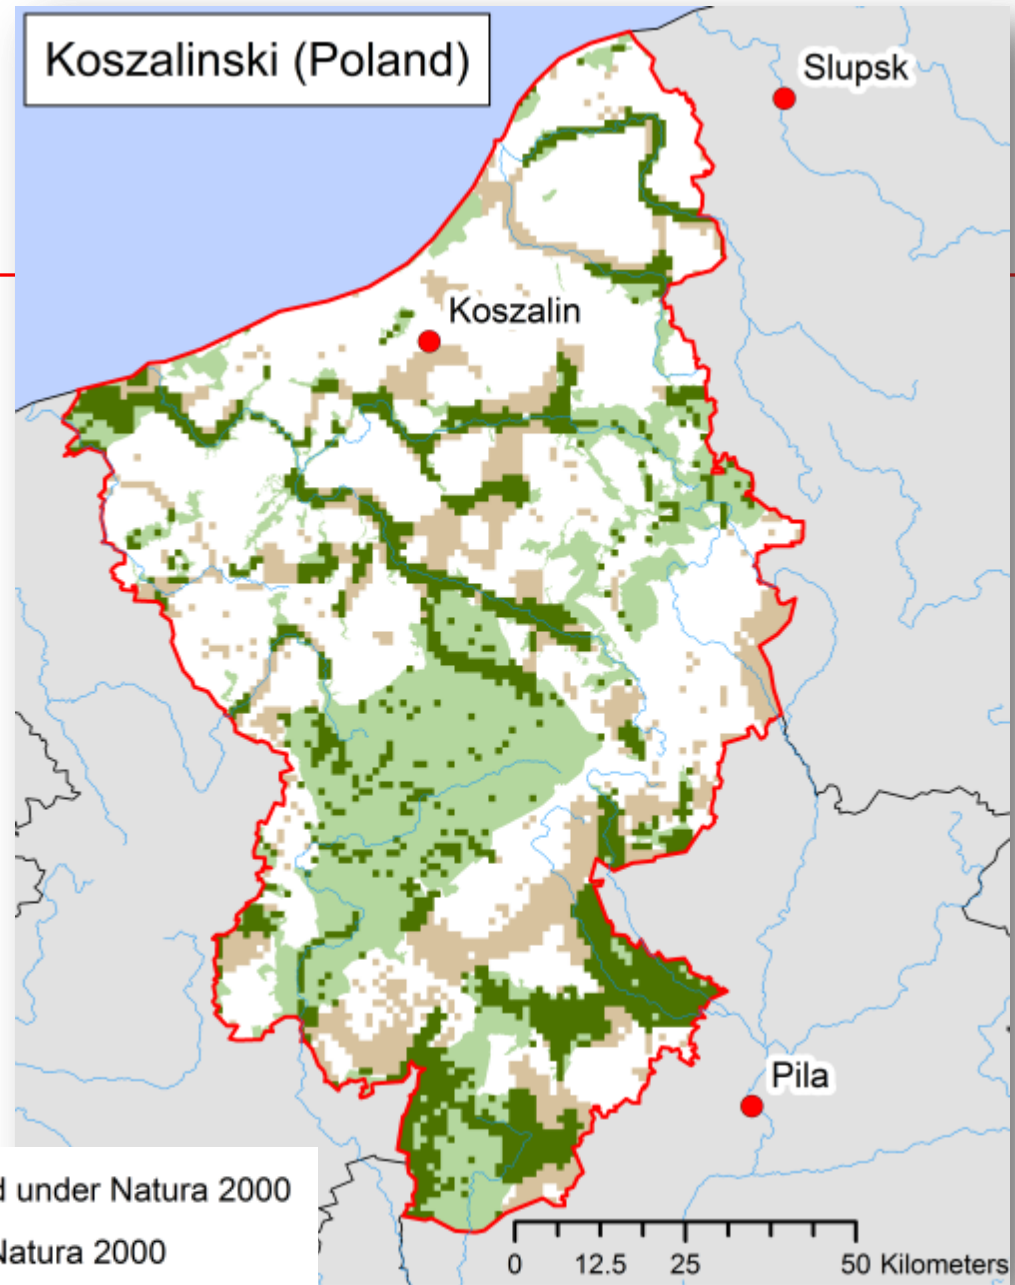 Koszalinski (Poland)
Slupsk
Koszalin
Pila
under Natura 2000
Natura 2000
0 12.5 25 50 Kilometers